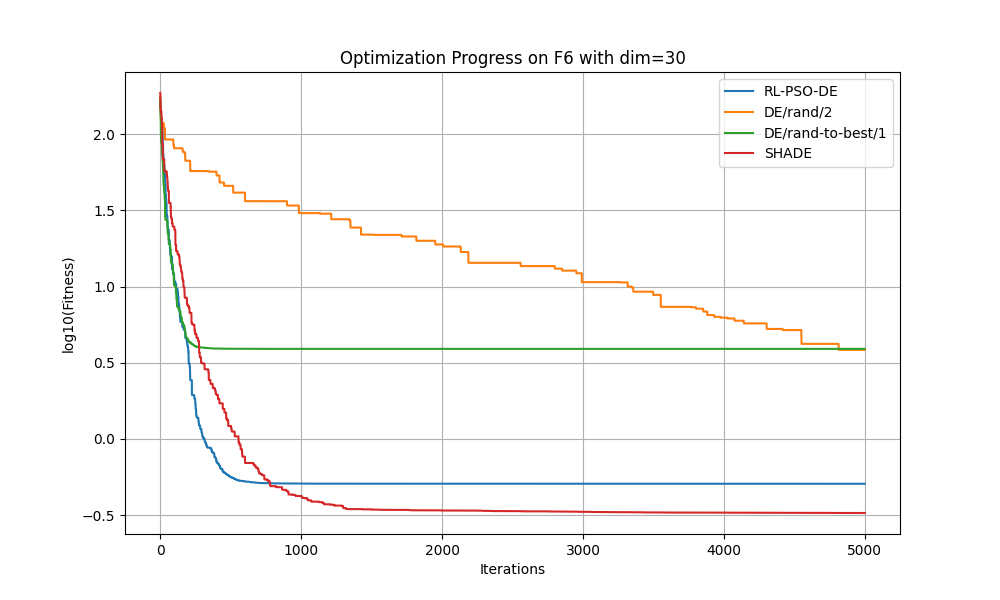 Optimization Progress on F6 with dim=30
RL-PSO-DE
DE/rand/2
DE/rand-to-best/1
SHADE
log10(Fitness)
2.0
1.5
1.0
0.5
0.0
−0.5
0
1000
2000
3000
4000
5000
Iterations